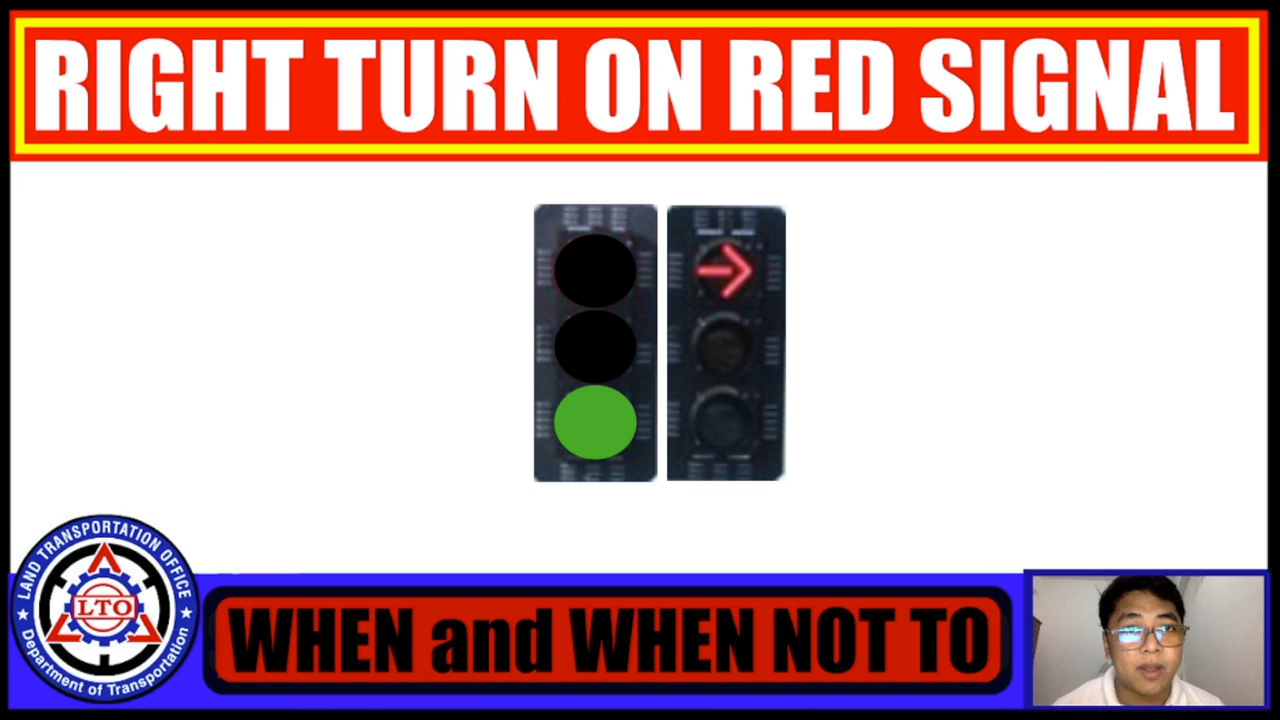 RIGHT TURN ON RED SIGNAL
LAND TRANSPORTATION OFFICE
LTO
Department of Transportation
WHEN and WHEN NOT TO